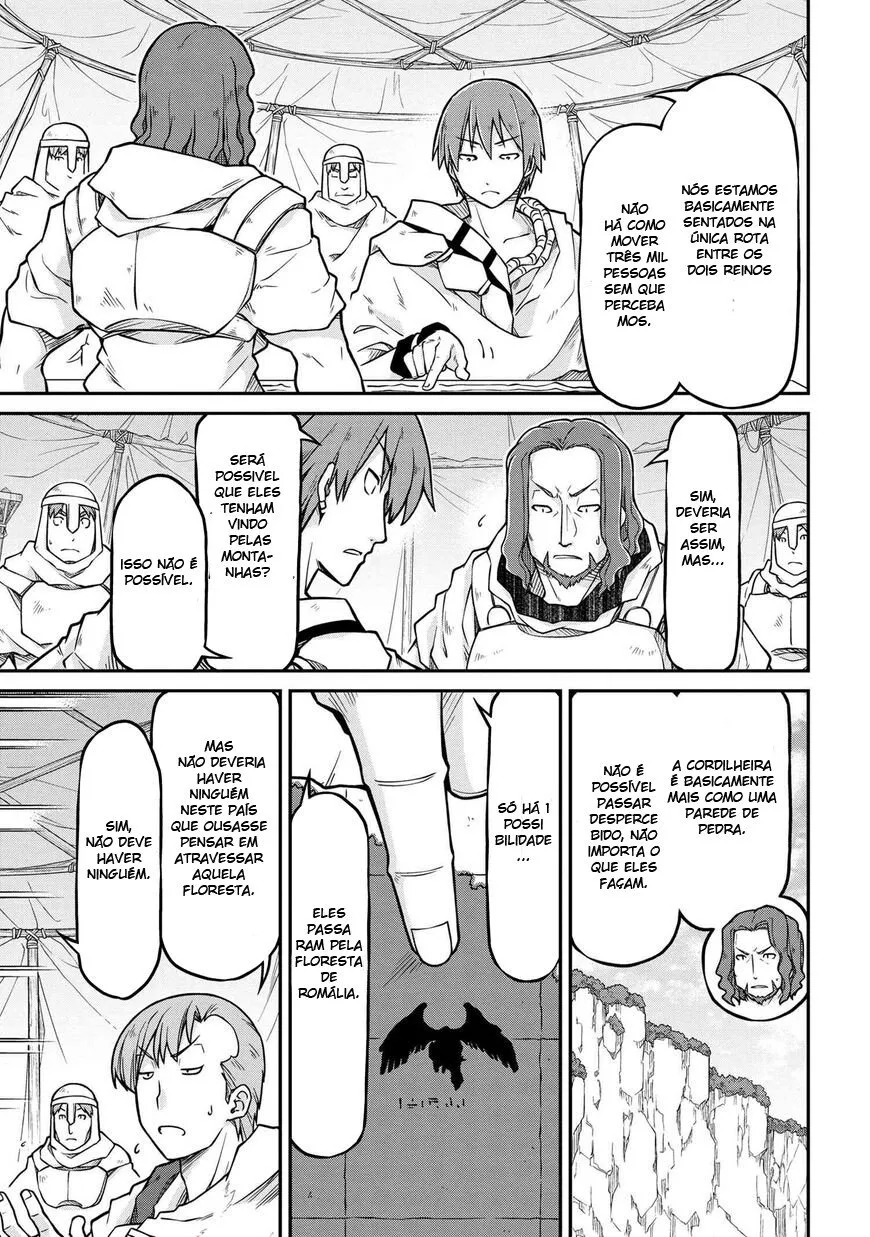 NÓS ESTAMOS
BASICAMENTE
SENTADOS NA
ÚNICA ROTA
ENTRE OS
DOIS REINOS
NÃO
HÁ COMO
MOVER
TRÊS MIL
PESSOAS
SEM QUE
PERCEBA
MOS.
SIM,
DEVERIA
SER
ASSIM,
MAS...
SERÁ
POSSIVEL
QUE ELES
TENHAM
VINDO
PELAS
MONTA-
NHAS?
ISSO NÃO É
POSSÍVEL.
A CORDILHEIRA
É BASICAMENTE
MAIS COMO UMA
PAREDE DE
PEDRA.
NÃO É
POSSÍVEL
PASSAR
DESPERCE
BIDO, NÃO
IMPORTA O
QUE ELES
FAÇAM.
SÓ HÁ 1
POSSI
BILIDADE
...
ELES
PASSA
RAM PELA
FLORESTA
DE
ROMÁLIA.
MAS
NÃO DEVERIA
HAVER
NINGUÉM
NESTE PAÍS
QUE OUSASSE
PENSAR EM
ATRAVESSAR
AQUELA
FLORESTA.
SIM,
NÃO DEVE
HAVER
NINGUÉM.